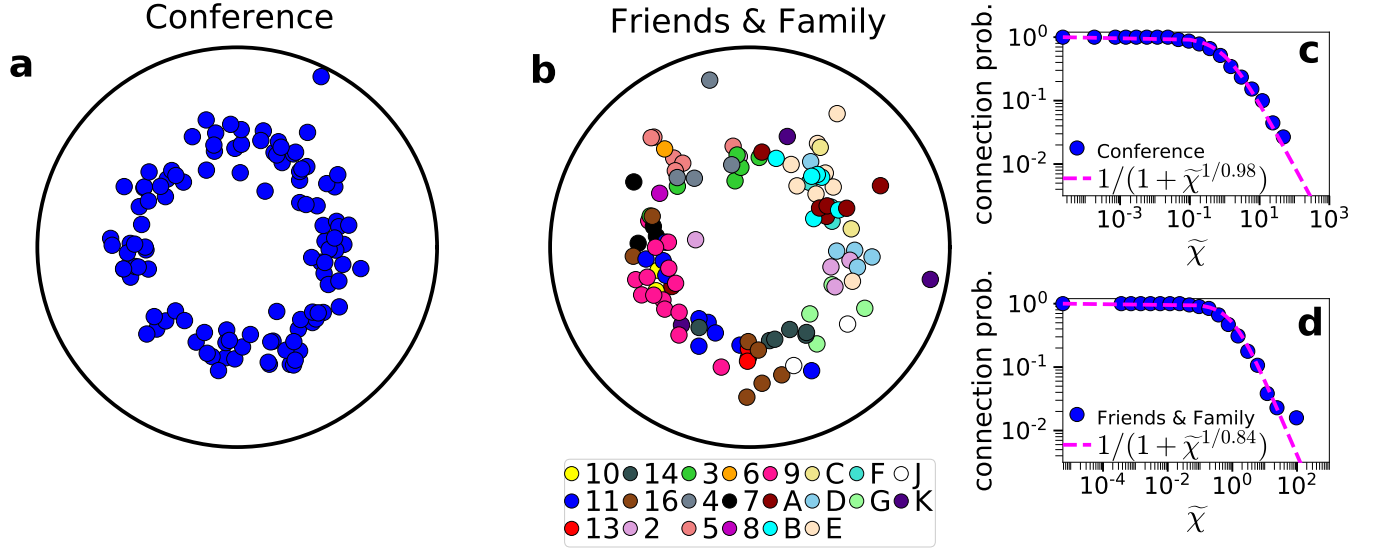 Conference
a
Friends & Family
b
10 14 3 6 9 C F J
11 16 4 7 A D G K
13 2 5 8 B E
connection prob.
10^0
10^-1
10^-2
c
Conference
1/(1 + χ̃^1/0.98)
10^-3 10^-1 10^1 10^3
χ̃
connection prob.
10^0
10^-1
10^-2
d
Friends & Family
1/(1 + χ̃^1/0.84)
10^-4 10^-2 10^0 10^2
χ̃